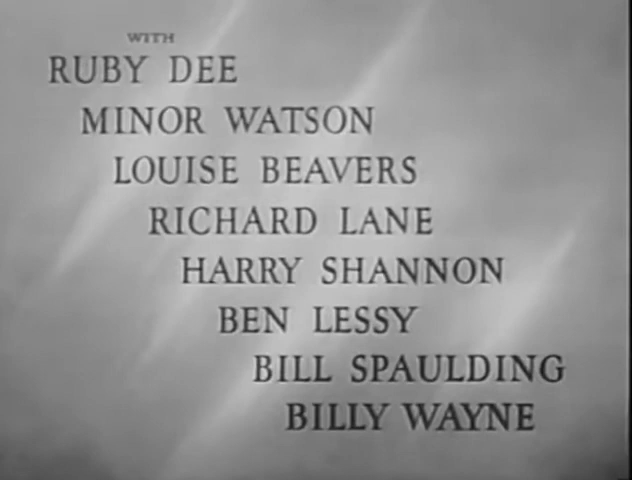 WITH
RUBY DEE
MINOR WATSON
LOUISE BEAVERS
RICHARD LANE
HARRY SHANNON
BEN LESSY
BILL SPAULDING
BILLY WAYNE